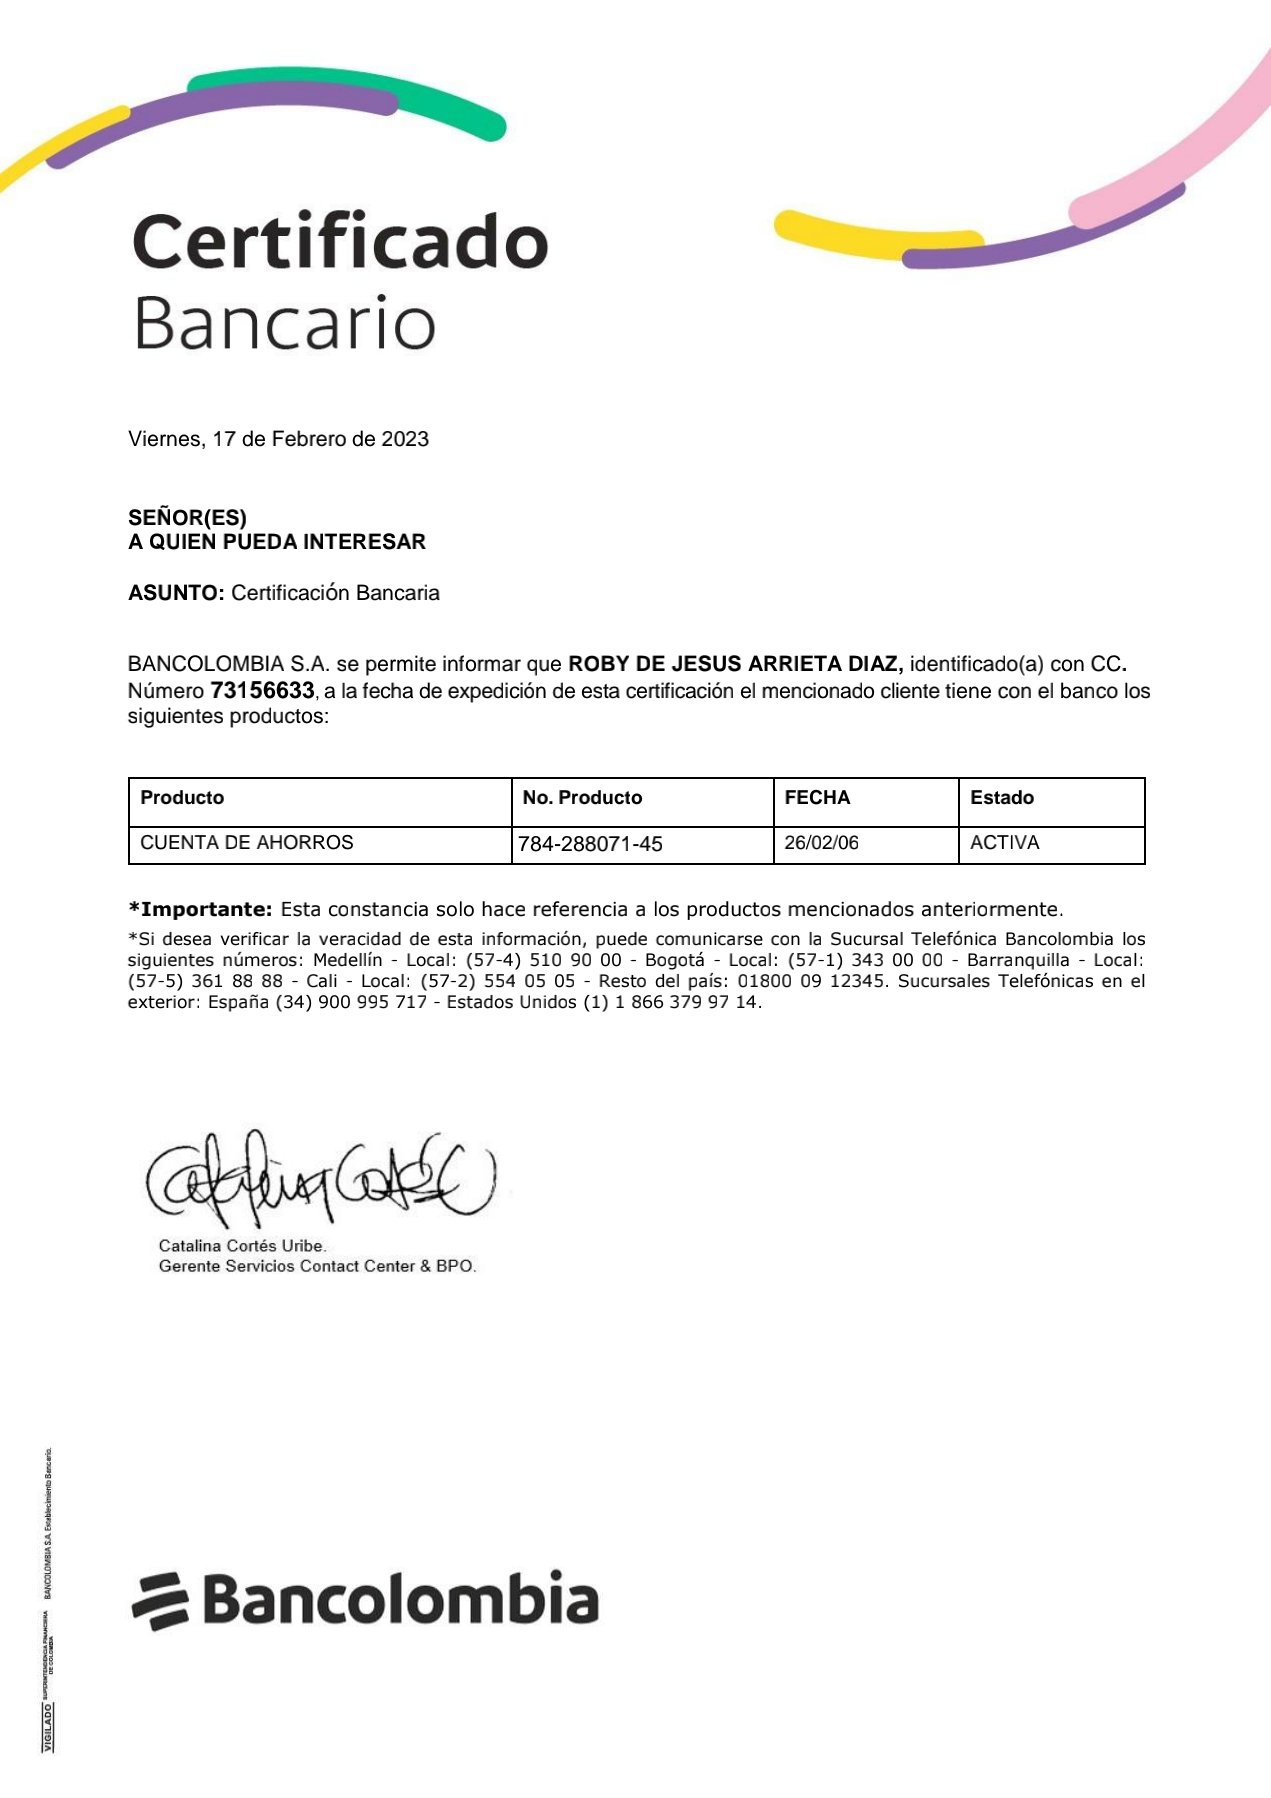 Certificado
Bancario
Viernes, 17 de Febrero de 2023
SEÑOR(ES)
A QUIEN PUEDA INTERESAR
ASUNTO: Certificación Bancaria
BANCOLOMBIA S.A. se permite informar que ROBY DE JESUS ARRIETA DIAZ, identificado(a) con CC.
Número 73156633, a la fecha de expedición de esta certificación el mencionado cliente tiene con el banco los
siguientes productos:
Producto No. Producto FECHA Estado
CUENTA DE AHORROS 784-288071-45 26/02/06 ACTIVA
*Importante: Esta constancia solo hace referencia a los productos mencionados anteriormente.
*Si desea verificar la veracidad de esta información, puede comunicarse con la Sucursal Telefónica Bancolombia los
siguientes números: Medellín - Local: (57-4) 510 90 00 - Bogotá - Local: (57-1) 343 00 00 - Barranquilla - Local:
(57-5) 361 88 88 - Cali - Local: (57-2) 554 05 05 - Resto del país: 01800 09 12345. Sucursales Telefónicas en el
exterior: España (34) 900 995 717 - Estados Unidos (1) 1 866 379 97 14.
Catalina Cortés C
Catalina Cortés Uribe.
Gerente Servicios Contact Center & BPO.
Bancolombia
VIGILADO SUPERINTENDENCIA FINANCIERA
DE COLOMBIA
BANCOLOMBIA S.A. Establecimiento Bancario.